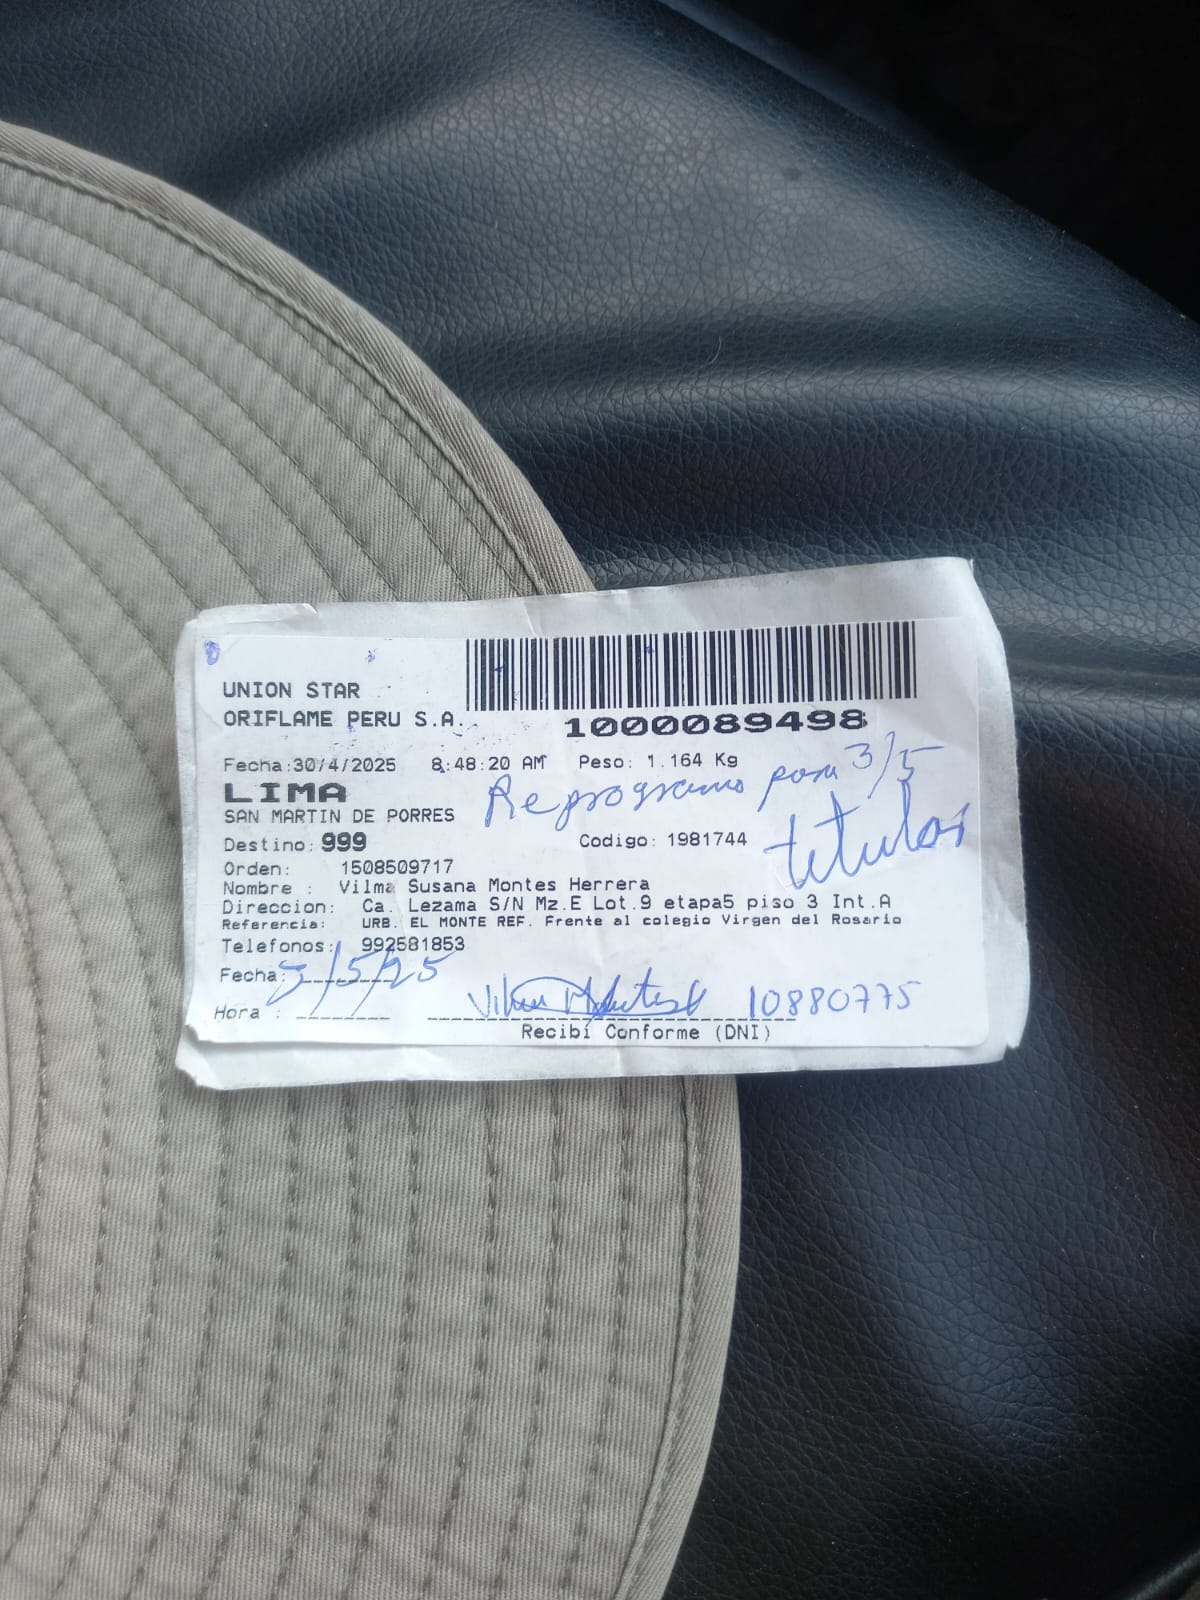 UNION STAR
ORIFLAME PERU S.A.
1000089498
Fecha:30/4/2025 8:48:20 AM Peso: 1.164 Kg
LIMA
Reprogramo para 3/5
SAN MARTIN DE PORRES
titular
Destino: 999 Codigo: 1981744
Orden: 1508509717
Nombre : Vilma Susana Montes Herrera
Direccion: Ca. Lezama S/N Mz.E Lot.9 etapa5 piso 3 Int.A
Referencia: URB. EL MONTE REF. Frente al colegio Virgen del Rosario
Telefonos: 992581853
Fecha: 3/5/25
Hora : 10880775
Recibí Conforme (DNI)